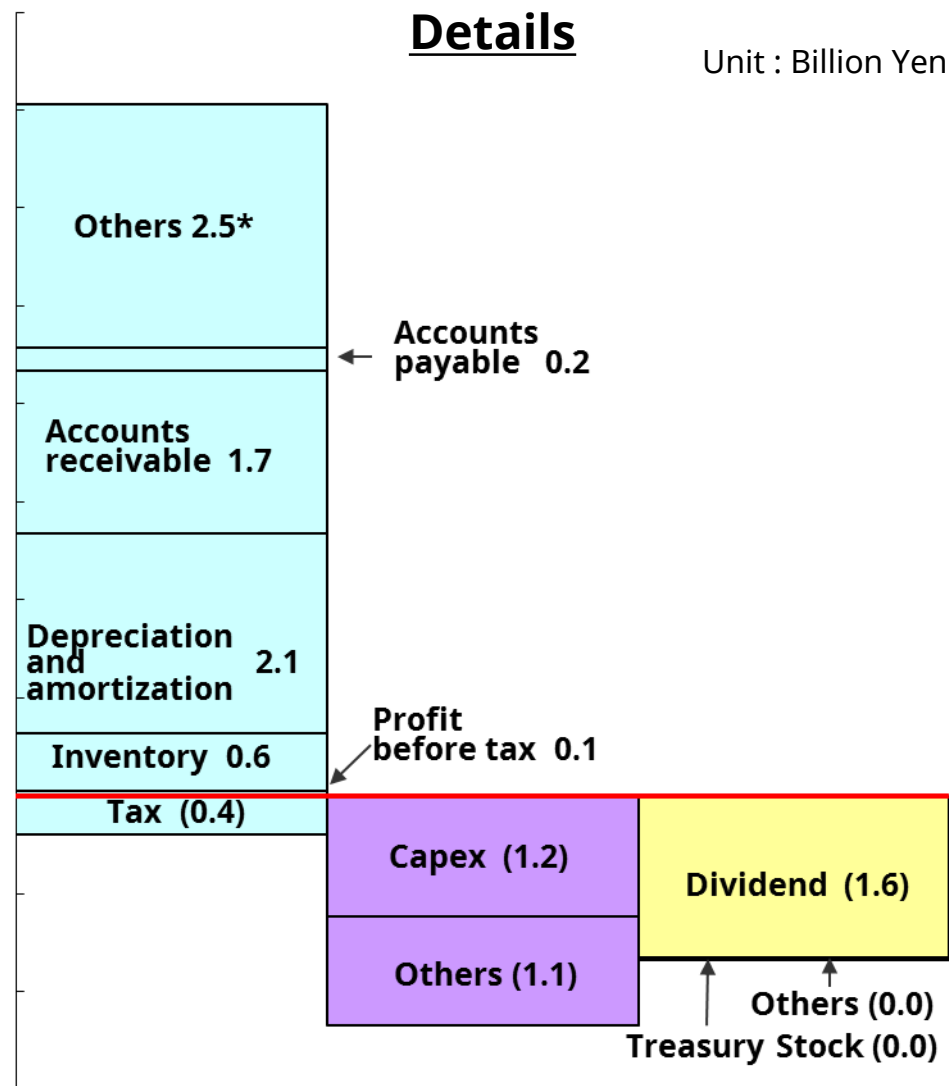 Details
Unit : Billion Yen
Others 2.5*
Accounts
payable 0.2
Accounts
receivable 1.7
Depreciation
and 2.1
amortization
Profit
before tax 0.1
Inventory 0.6
Tax (0.4)
Capex (1.2)
Dividend (1.6)
Others (1.1)
Others (0.0)
Treasury Stock (0.0)